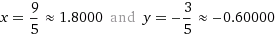 x = 9/5 ≈ 1.8000 and y = -3/5 ≈ -0.60000